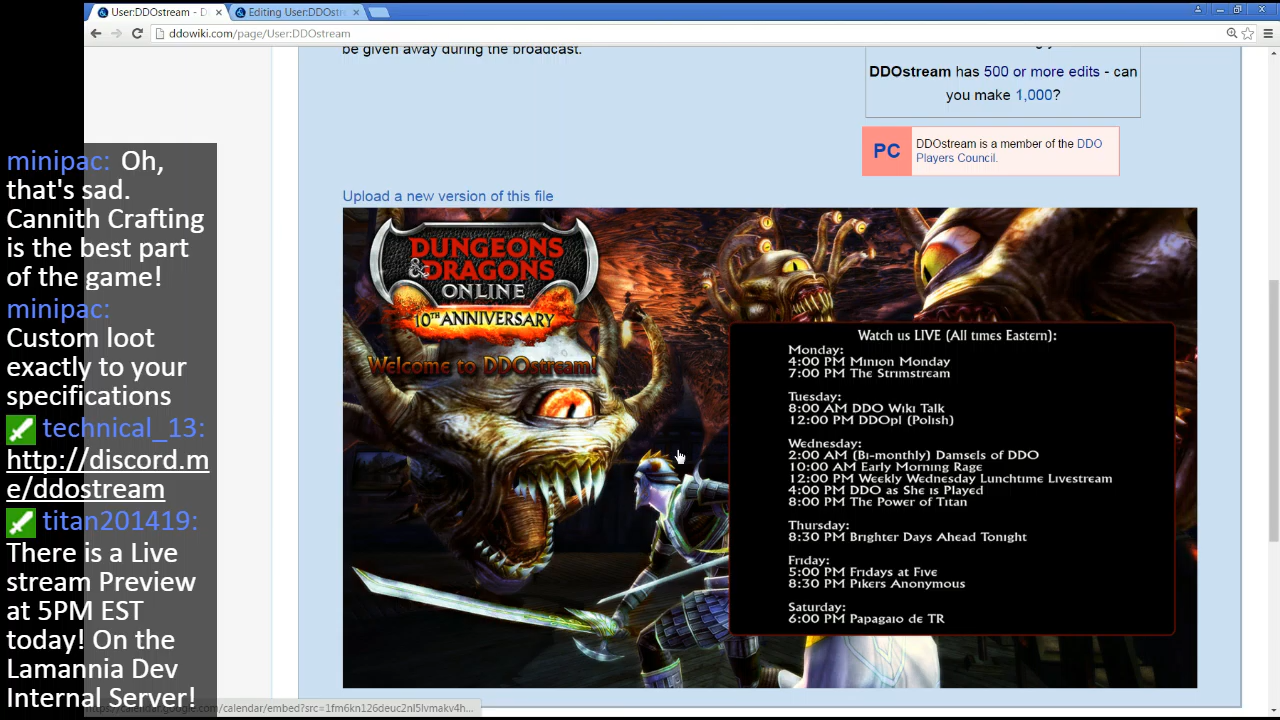 User:DDOstream - D
Editing User:DDOstream
ddowiki.com/page/User:DDOstream
be given away during the broadcast.
DDOstream has 500 or more edits - can
you make 1,000?
PC
DDOstream is a member of the DDO
Players Council.
Upload a new version of this file
DUNGEONS
& DRAGONS
ONLINE
10TH ANNIVERSARY
Welcome to DDOstream!
Watch us LIVE (All times Eastern):
Monday:
4:00 PM Minion Monday
7:00 PM The Strimstream
Tuesday:
8:00 AM DDO Wiki Talk
12:00 PM DDOpl (Polish)
Wednesday:
2:00 AM (Bi-monthly) Damsels of DDO
10:00 AM Early Morning Rage
12:00 PM Weekly Wednesday Lunchtime Livestream
4:00 PM DDO as She is Played
8:00 PM The Power of Titan
Thursday:
8:30 PM Brighter Days Ahead Tonight
Friday:
5:00 PM Fridays at Five
8:30 PM Pikers Anonymous
Saturday:
6:00 PM Papagaio de TR
minipac: Oh,
that's sad.
Cannith Crafting
is the best part
of the game!
minipac:
Custom loot
exactly to your
specifications
technical_13:
http://discord.m
e/ddostream
titan201419:
There is a Live
stream Preview
at 5PM EST
today! On the
Lamannia Dev
Internal Server!